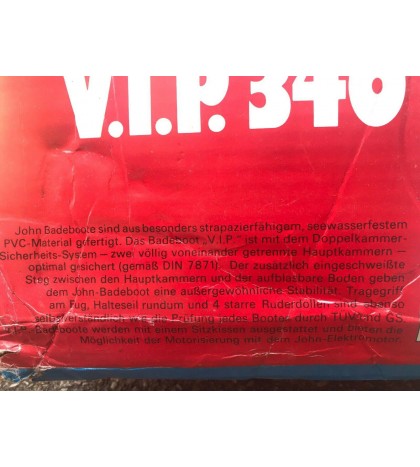 V.I.P. 340
John Badeboote sind aus besonders strapazierfähigem, seewasserfestem
PVC-Material gefertigt. Das Badeboot „V.I.P." ist mit dem Doppelkammer-
Sicherheits-System – zwei völlig voneinander getrennte Hauptkammern –
optimal gesichert (gemäß DIN 7871). Der zusätzlich eingeschweißte
Steg zwischen den Hauptkammern und der aufblasbare Boden geben
dem John-Badeboot eine außergewöhnliche Stabilität. Tragegriff
am Bug, Halteseil rundum und 4 starre Ruderdollen sind ebenso
selbstverständlich wie die Prüfung jedes Bootes durch TÜV und GS
V.I.P. Badeboote werden mit einem Sitzkissen ausgestattet und bieten die
Möglichkeit der Motorisierung mit dem John-Elektromotor.